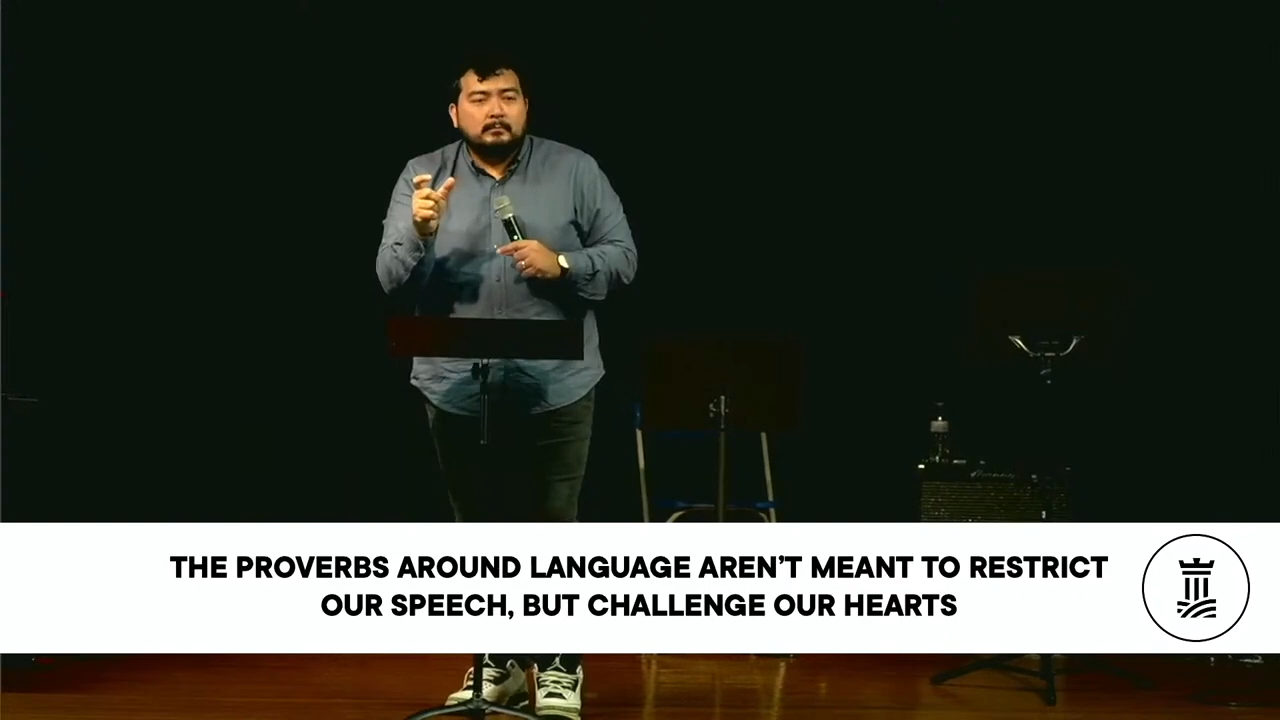 THE PROVERBS AROUND LANGUAGE AREN’T MEANT TO RESTRICT
OUR SPEECH, BUT CHALLENGE OUR HEARTS